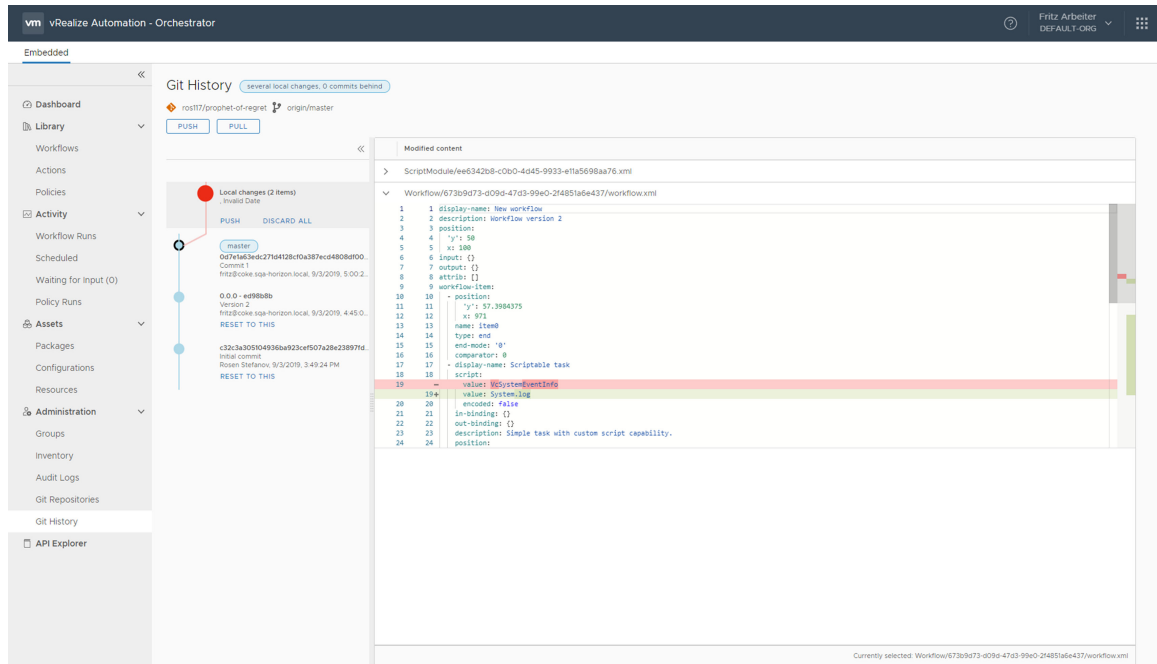 vm vRealize Automation - Orchestrator
Fritz Arbeiter
DEFAULT-ORG
Embedded
Dashboard
Library
Workflows
Actions
Policies
Activity
Workflow Runs
Scheduled
Waiting for Input (0)
Policy Runs
Assets
Packages
Configurations
Resources
Administration
Groups
Inventory
Audit Logs
Git Repositories
Git History
API Explorer
Git History several local changes, 0 commits behind
ros117/prophet-of-regret origin/master
PUSH PULL
Local changes (2 items)
, Invalid Date
PUSH DISCARD ALL
master
0d7e1a63edc271d4128cf0a387ecd4808df00...
Commit 1
fritz@coke.sqa-horizon.local, 9/3/2019, 5:00:2...
0.0.0 - ed98b8b
Version 2
fritz@coke.sqa-horizon.local, 9/3/2019, 4:45:0...
RESET TO THIS
c32c3a305104936ba923cef507a28e23897fd...
Initial commit
Rosen Stefanov, 9/3/2019, 3:49:24 PM
RESET TO THIS
Modified content
ScriptModule/ee6342b8-c0b0-4d45-9933-e11a5698aa76.xml
Workflow/673b9d73-d09d-47d3-99e0-2f4851a6e437/workflow.xml
1 1 display-name: New workflow
2 2 description: Workflow version 2
3 3 position:
4 4 'y': 50
5 5 x: 100
6 6 input: {}
7 7 output: {}
8 8 attrib: []
9 9 workflow-item:
10 10 - position:
11 11 'y': 57.3984375
12 12 x: 971
13 13 name: item0
14 14 type: end
15 15 end-mode: '0'
16 16 comparator: 0
17 17 - display-name: Scriptable task
18 18 script:
19 - value: VcSystemEventInfo
19+ value: System.log
20 20 encoded: false
21 21 in-binding: {}
22 22 out-binding: {}
23 23 description: Simple task with custom script capability.
24 24 position:
Currently selected: Workflow/673b9d73-d09d-47d3-99e0-2f4851a6e437/workflow.xml